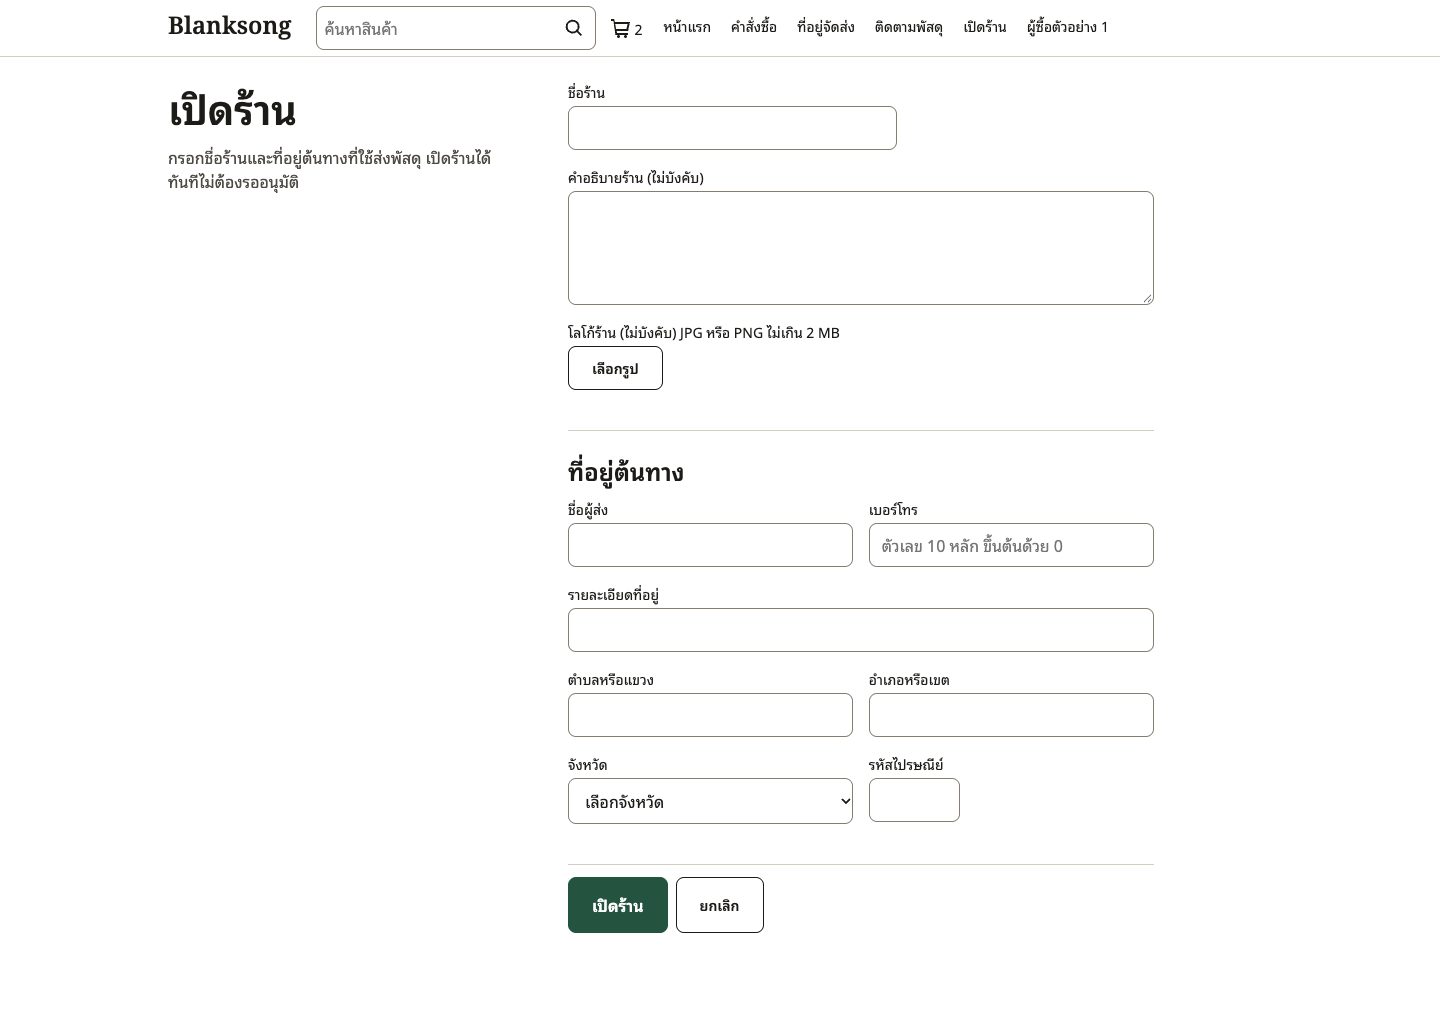 Blanksong
ค้นหาสินค้า
2
หน้าแรก
คำสั่งซื้อ
ที่อยู่จัดส่ง
ติดตามพัสดุ
เปิดร้าน
ผู้ซื้อตัวอย่าง 1
เปิดร้าน
กรอกชื่อร้านและที่อยู่ต้นทางที่ใช้ส่งพัสดุ เปิดร้านได้
ทันทีไม่ต้องรออนุมัติ
ชื่อร้าน
คำอธิบายร้าน (ไม่บังคับ)
โลโก้ร้าน (ไม่บังคับ) JPG หรือ PNG ไม่เกิน 2 MB
เลือกรูป
ที่อยู่ต้นทาง
ชื่อผู้ส่ง
เบอร์โทร
ตัวเลข 10 หลัก ขึ้นต้นด้วย 0
รายละเอียดที่อยู่
ตำบลหรือแขวง
อำเภอหรือเขต
จังหวัด
รหัสไปรษณีย์
เลือกจังหวัด
เปิดร้าน
ยกเลิก